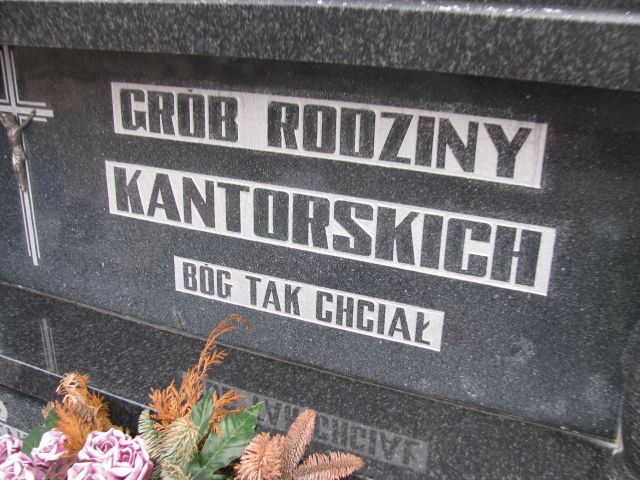 GRÓB RODZINY
KANTORSKICH
BÓG TAK CHCIAŁ